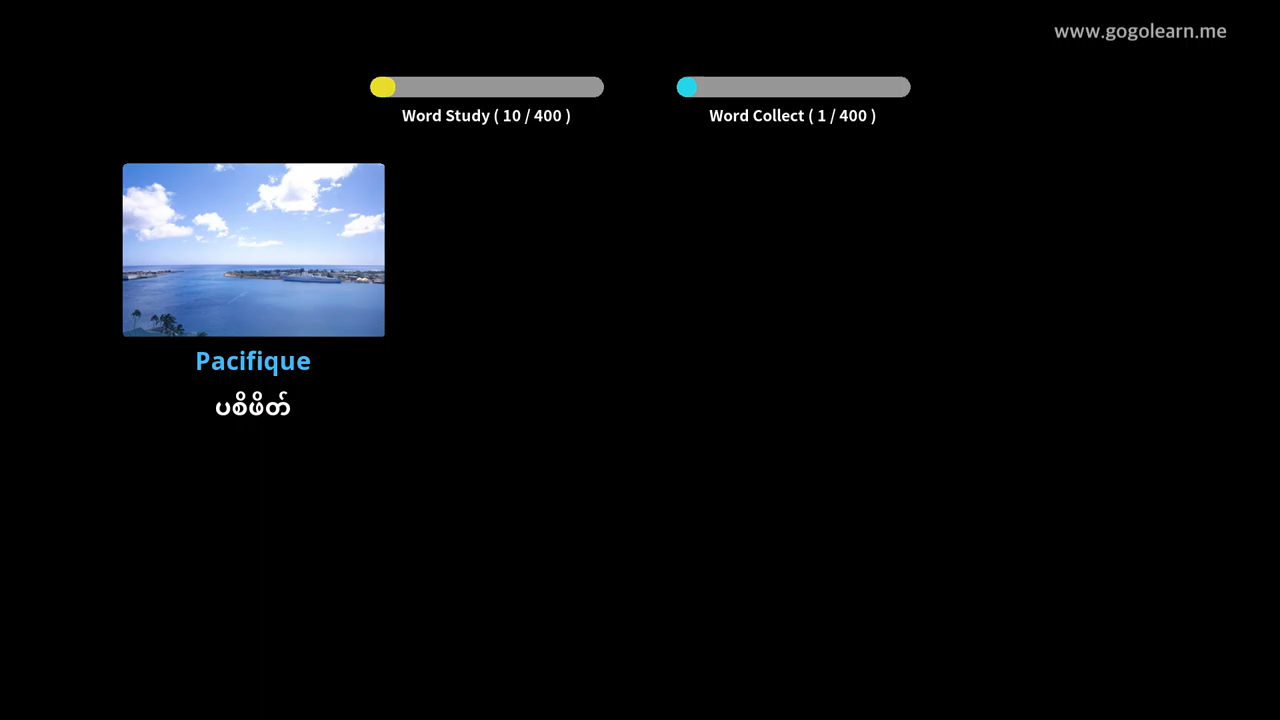 www.gogolearn.me
Word Study ( 10 / 400 )
Word Collect ( 1 / 400 )
Pacifique
ပစိဖိတ်